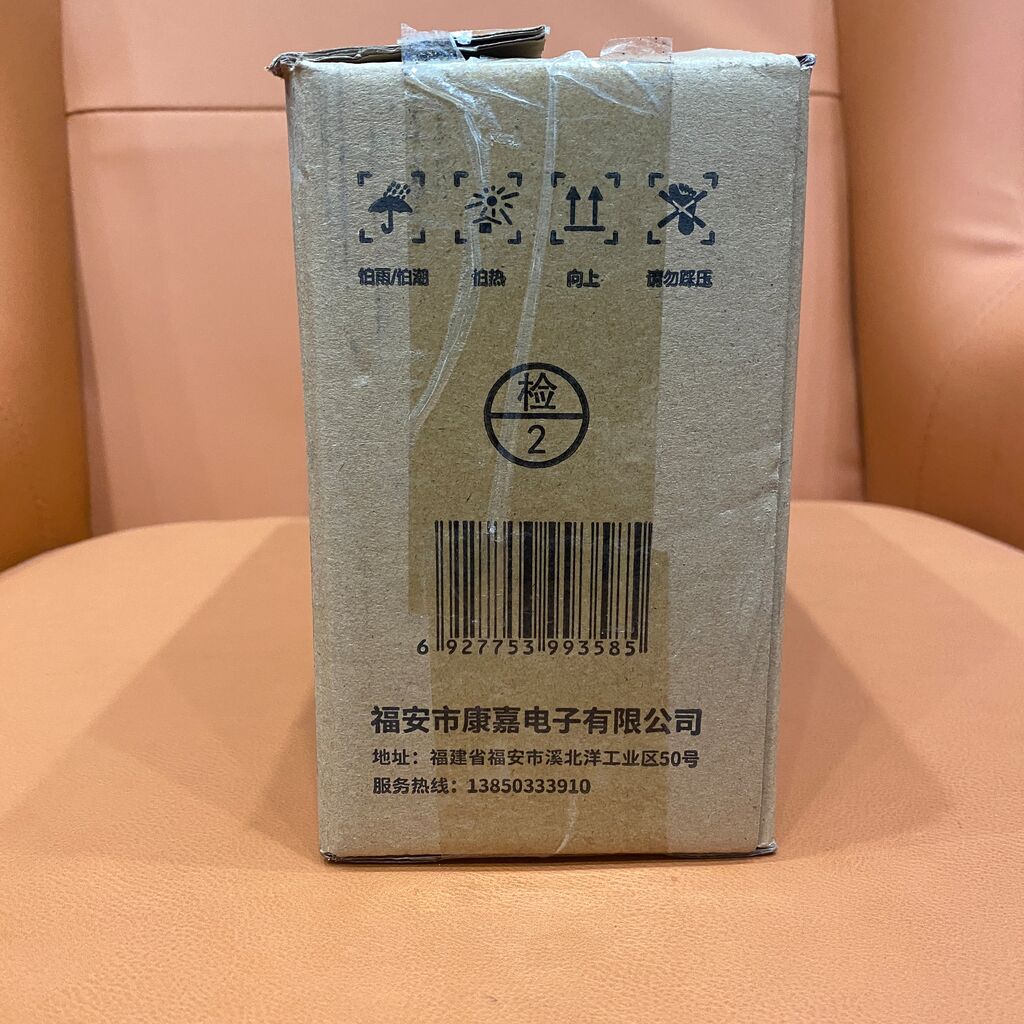 怕雨/怕潮 怕热 向上 请勿踩压
检
2
6 927753 993585
福安市康嘉电子有限公司
地址：福建省福安市溪北洋工业区50号
服务热线：13850333910